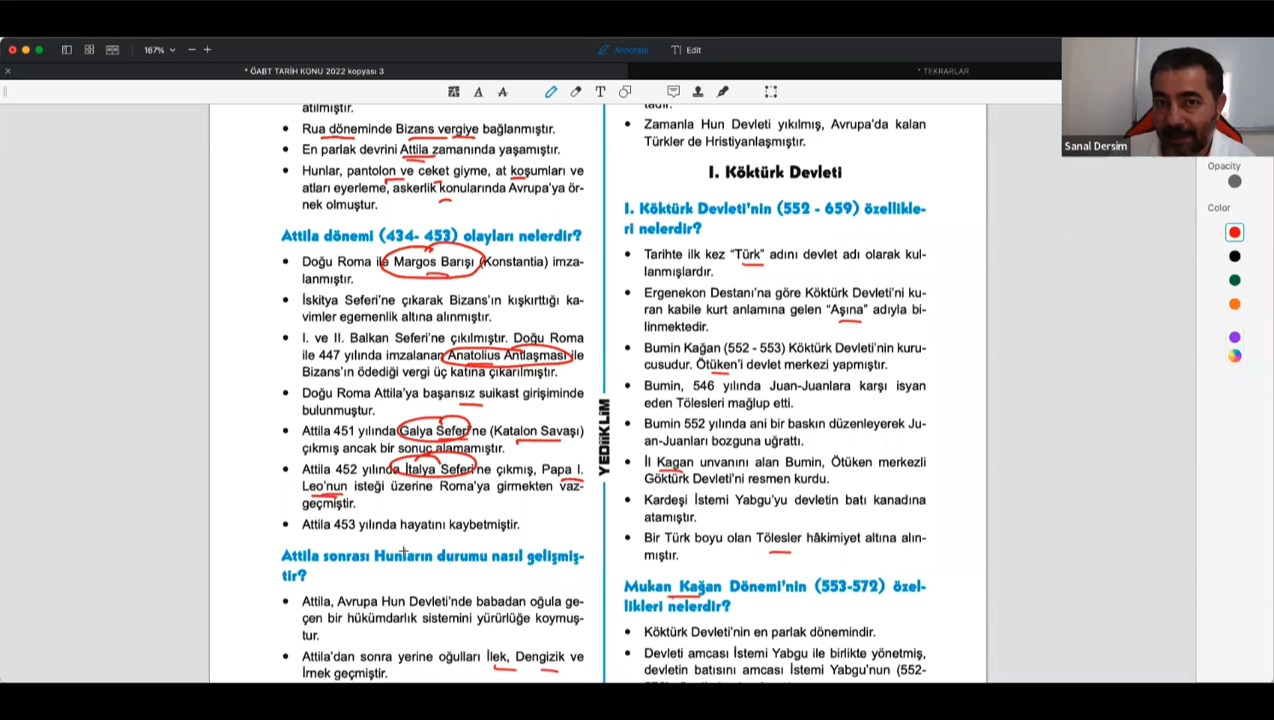 167%
Annotate
Edit
* ÖABT TARİH KONU 2022 kopyası 3
* TEKRARLAR
Sanal Dersim
Opacity
Color
atılmıştır.
• Rua döneminde Bizans vergiye bağlanmıştır.
• En parlak devrini Attila zamanında yaşamıştır.
• Hunlar, pantolon ve ceket giyme, at koşumları ve
atları eyerleme, askerlik konularında Avrupa'ya ör-
nek olmuştur.
Attila dönemi (434- 453) olayları nelerdir?
• Doğu Roma ile Margos Barışı (Konstantia) imza-
lanmıştır.
• İskitya Seferi'ne çıkarak Bizans'ın kışkırttığı ka-
vimler egemenlik altına alınmıştır.
• I. ve II. Balkan Seferi'ne çıkılmıştır. Doğu Roma
ile 447 yılında imzalanan Anatolius Antlaşması ile
Bizans'ın ödediği vergi üç katına çıkarılmıştır.
• Doğu Roma Attila'ya başarısız suikast girişiminde
bulunmuştur.
• Attila 451 yılında Galya Seferi'ne (Katalon Savaşı)
çıkmış ancak bir sonuç alamamıştır.
• Attila 452 yılında İtalya Seferi'ne çıkmış, Papa I.
Leo'nun isteği üzerine Roma'ya girmekten vaz-
geçmiştir.
• Attila 453 yılında hayatını kaybetmiştir.
Attila sonrası Hunların durumu nasıl gelişmiş-
tir?
• Attila, Avrupa Hun Devleti'nde babadan oğula ge-
çen bir hükümdarlık sistemini yürürlüğe koymuş-
tur.
• Attila'dan sonra yerine oğulları İlek, Dengizik ve
İrnek geçmiştir.
YEDİİKLİM
tadır.
• Zamanla Hun Devleti yıkılmış, Avrupa'da kalan
Türkler de Hristiyanlaşmıştır.
I. Köktürk Devleti
I. Köktürk Devleti'nin (552 - 659) özellikle-
ri nelerdir?
• Tarihte ilk kez "Türk" adını devlet adı olarak kul-
lanmışlardır.
• Ergenekon Destanı'na göre Köktürk Devleti'ni ku-
ran kabile kurt anlamına gelen "Aşına" adıyla bi-
linmektedir.
• Bumin Kağan (552 - 553) Köktürk Devleti'nin kuru-
cusudur. Ötüken'i devlet merkezi yapmıştır.
• Bumin, 546 yılında Juan-Juanlara karşı isyan
eden Tölesleri mağlup etti.
• Bumin 552 yılında ani bir baskın düzenleyerek Ju-
an-Juanları bozguna uğrattı.
• İl Kagan unvanını alan Bumin, Ötüken merkezli
Göktürk Devleti'ni resmen kurdu.
• Kardeşi İstemi Yabgu'yu devletin batı kanadına
atamıştır.
• Bir Türk boyu olan Tölesler hâkimiyet altına alın-
mıştır.
Mukan Kağan Dönemi'nin (553-572) özel-
likleri nelerdir?
• Köktürk Devleti'nin en parlak dönemindir.
• Devleti amcası İstemi Yabgu ile birlikte yönetmiş,
devletin batısını amcası İstemi Yabgu'nun (552-